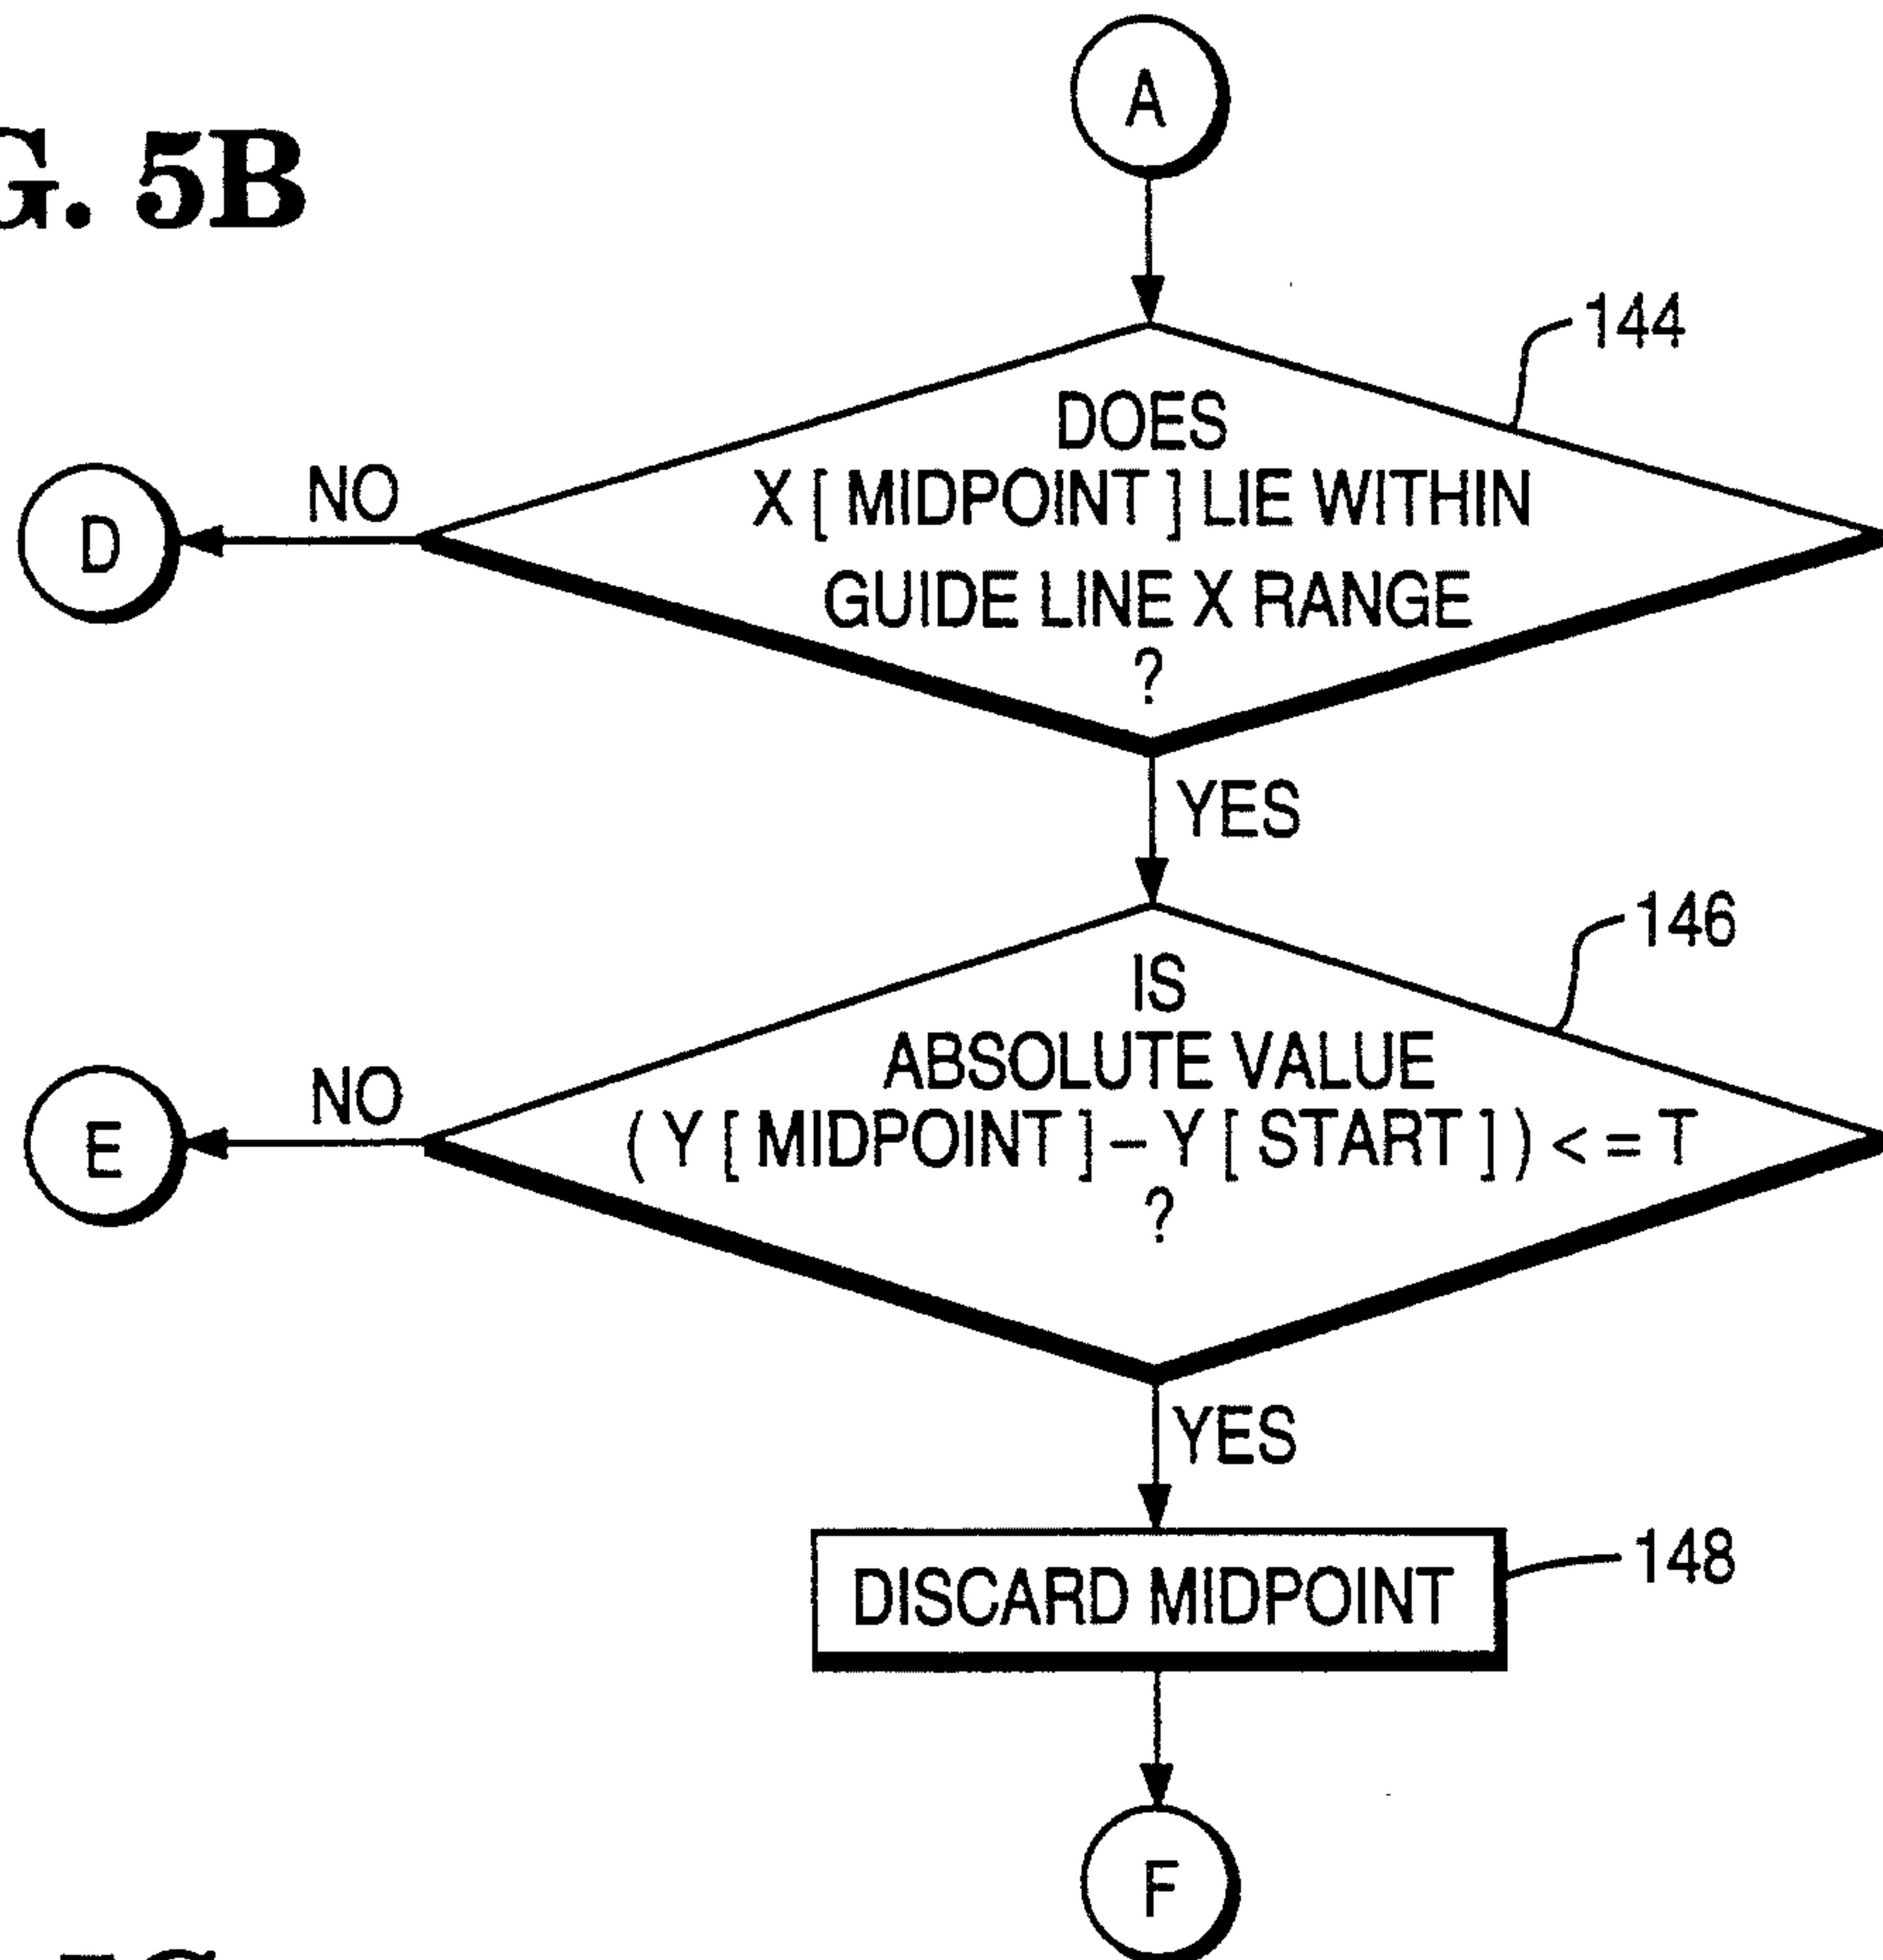 G. 5B
A
144
DOES
X [ MIDPOINT ] LIE WITHIN
GUIDE LINE X RANGE
?
NO
D
YES
146
IS
ABSOLUTE VALUE
( Y [ MIDPOINT ] – Y [ START ] ) < = T
?
NO
E
YES
DISCARD MIDPOINT
148
F